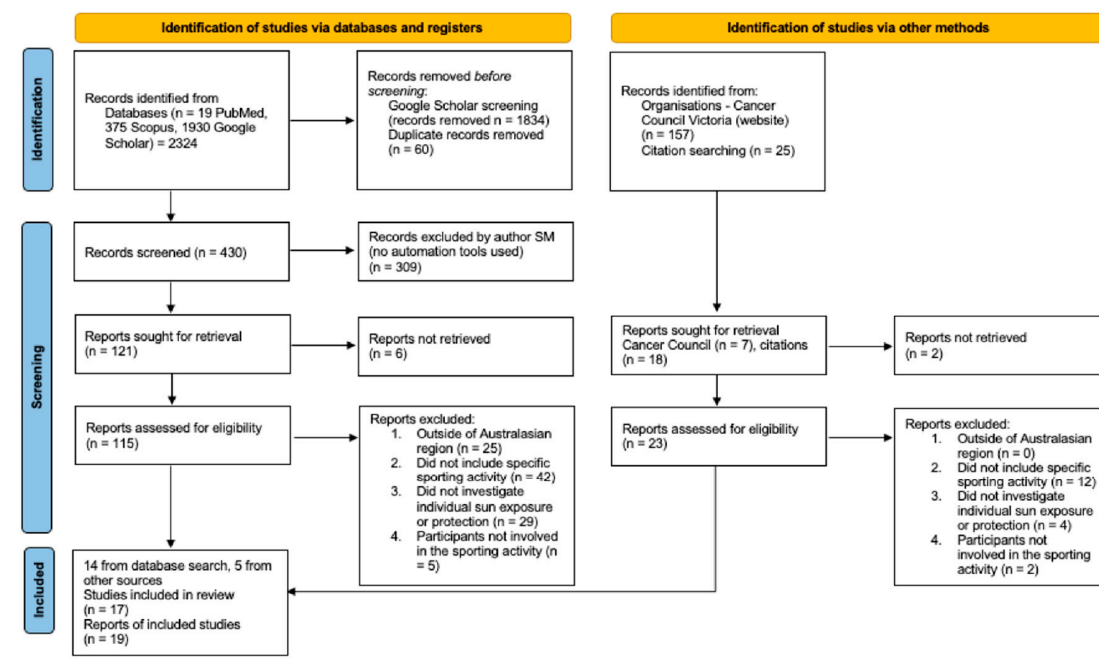 Identification of studies via databases and registers
Identification of studies via other methods
Identification
Records identified from
Databases (n = 19 PubMed,
375 Scopus, 1930 Google
Scholar) = 2324
Records removed before
screening:
Google Scholar screening
(records removed n = 1834)
Duplicate records removed
(n = 60)
Records identified from:
Organisations - Cancer
Council Victoria (website)
(n = 157)
Citation searching (n = 25)
Screening
Records screened (n = 430)
Records excluded by author SM
(no automation tools used)
(n = 309)
Reports sought for retrieval
(n = 121)
Reports not retrieved
(n = 6)
Reports sought for retrieval
Cancer Council (n = 7), citations
(n = 18)
Reports not retrieved
(n = 2)
Reports assessed for eligibility
(n = 115)
Reports excluded:
1. Outside of Australasian
region (n = 25)
2. Did not include specific
sporting activity (n = 42)
3. Did not investigate
individual sun exposure
or protection (n = 29)
4. Participants not involved
in the sporting activity (n
= 5)
Reports assessed for eligibility
(n = 23)
Reports excluded:
1. Outside of Australasian
region (n = 0)
2. Did not include specific
sporting activity (n = 12)
3. Did not investigate
individual sun exposure
or protection (n = 4)
4. Participants not
involved in the sporting
activity (n = 2)
Included
14 from database search, 5 from
other sources
Studies included in review
(n = 17)
Reports of included studies
(n = 19)